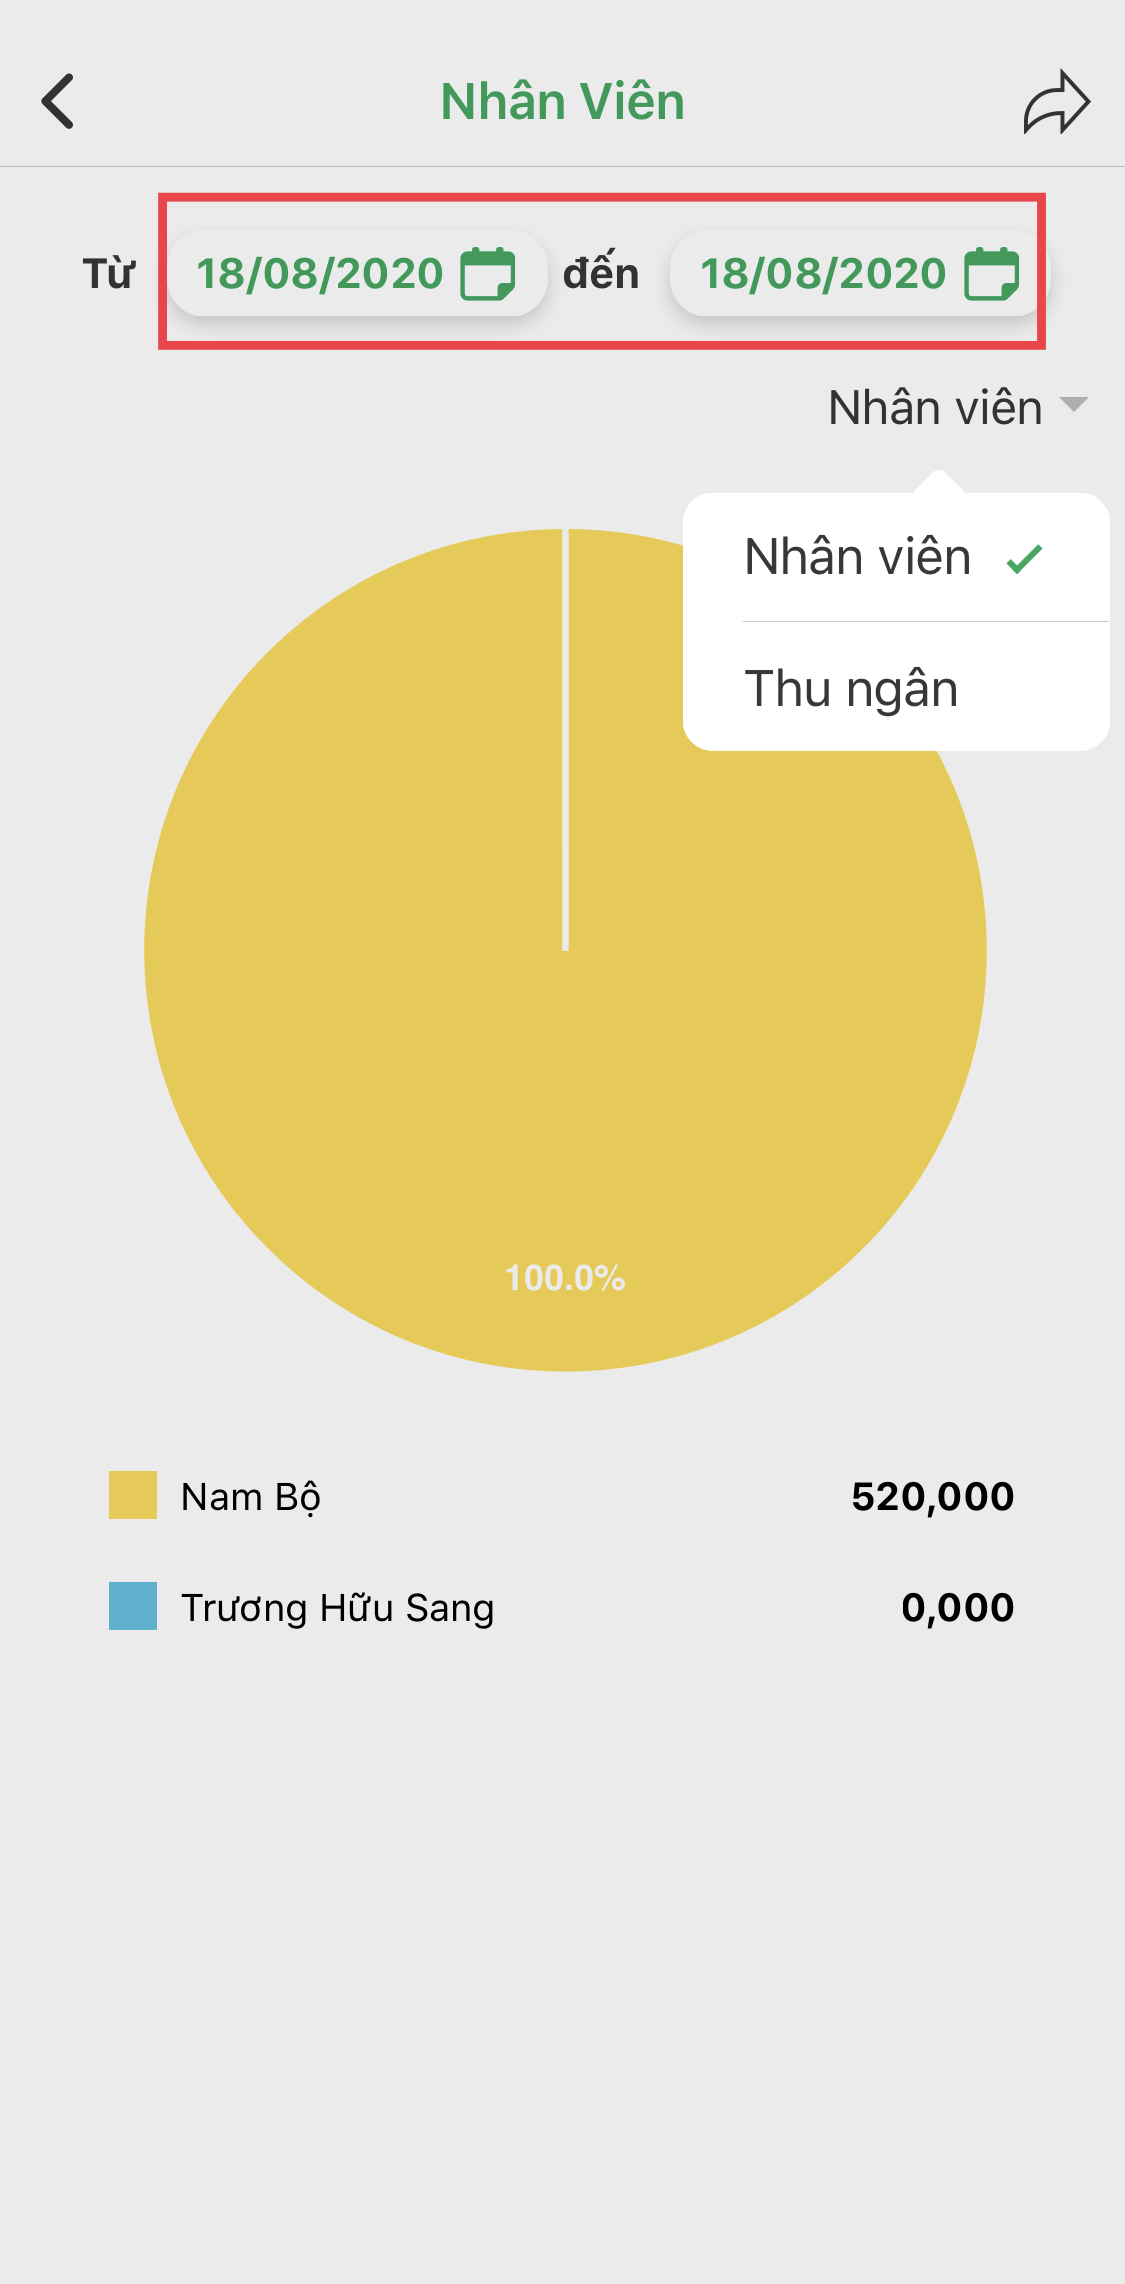 Nhân Viên
Từ 18/08/2020 đến 18/08/2020
Nhân viên
Nhân viên
Thu ngân
100.0%
Nam Bộ 520,000
Trương Hữu Sang 0,000